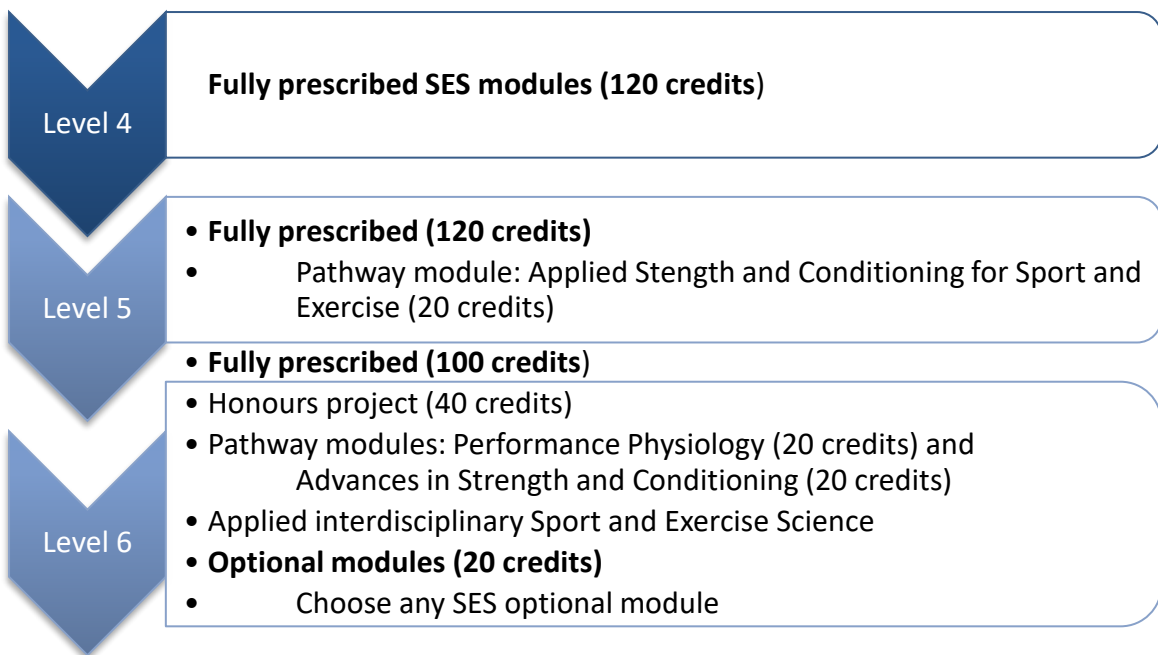 Level 4
Fully prescribed SES modules (120 credits)
Level 5
• Fully prescribed (120 credits)
• Pathway module: Applied Stength and Conditioning for Sport and
Exercise (20 credits)
Level 6
• Fully prescribed (100 credits)
• Honours project (40 credits)
• Pathway modules: Performance Physiology (20 credits) and
Advances in Strength and Conditioning (20 credits)
• Applied interdisciplinary Sport and Exercise Science
• Optional modules (20 credits)
• Choose any SES optional module